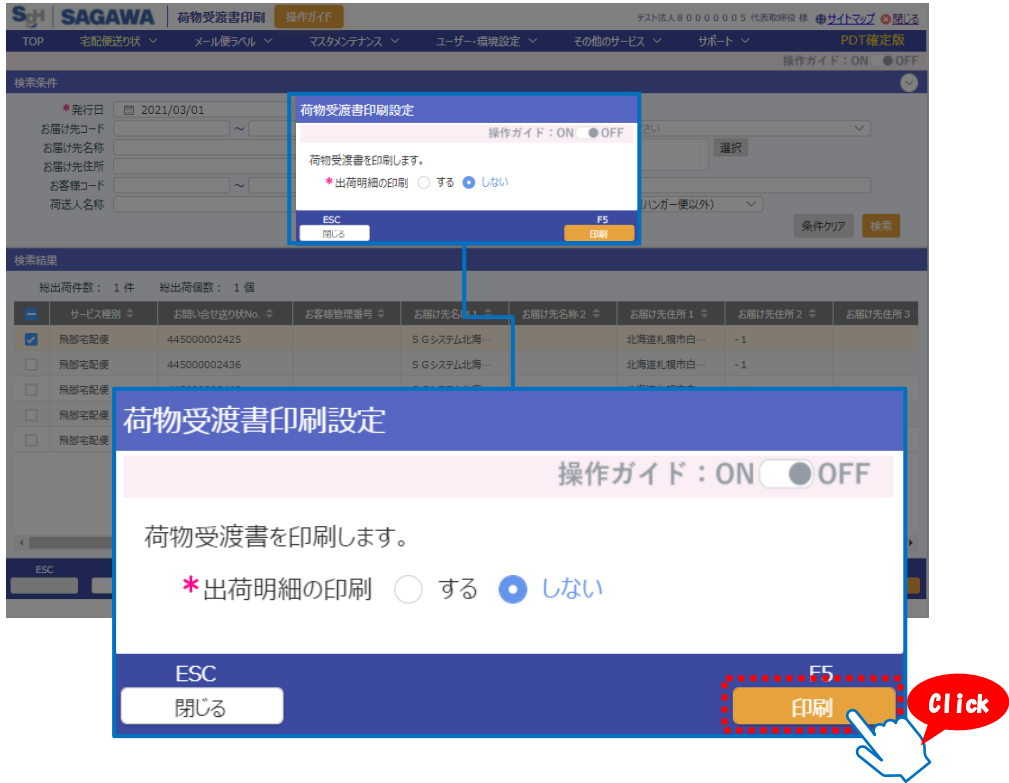 SGH SAGAWA 荷物受渡書印刷 操作ガイド テスト法人８０００００５ 代表取締役 様 サイトマップ 閉じる
TOP 宅配便送り状 メール便ラベル マスタメンテナンス ユーザー・環境設定 その他のサービス サポート PDT確定版
操作ガイド：ON OFF
検索条件
*発行日 2021/03/01
お届け先コード ～
お届け先名称 選択
お届け先住所
お客様コード ～
荷送人名称 (ハンガー便以外)
条件クリア 検索
荷物受渡書印刷設定
操作ガイド：ON OFF
荷物受渡書を印刷します。
*出荷明細の印刷 する しない
ESC F5
閉じる 印刷
検索結果
総出荷件数： 1 件 総出荷個数： 1 個
サービス種別 お問い合せ送り状No. お客様管理番号 お届け先名称１ お届け先名称２ お届け先住所１ お届け先住所２ お届け先住所３
飛脚宅配便 445000002425 ＳＧシステム北海… 北海道札幌市白… -１
飛脚宅配便 445000002436 ＳＧシステム北海… 北海道札幌市白… -１
飛脚宅配便
飛脚宅配便
飛脚宅配便
ESC
荷物受渡書印刷設定
操作ガイド：ON OFF
荷物受渡書を印刷します。
*出荷明細の印刷 する しない
ESC F5
閉じる 印刷
Click